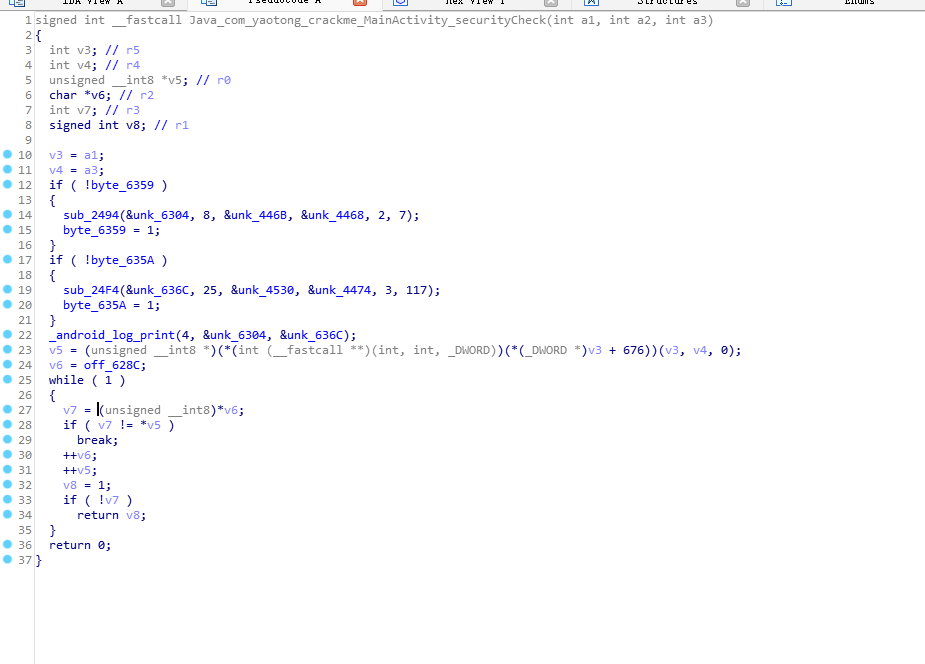 IDA View A Pseudocode A Hex View 1 Structures Enums
1 signed int __fastcall Java_com_yaotong_crackme_MainActivity_securityCheck(int a1, int a2, int a3)
2 {
3 int v3; // r5
4 int v4; // r4
5 unsigned __int8 *v5; // r0
6 char *v6; // r2
7 int v7; // r3
8 signed int v8; // r1
9
10 v3 = a1;
11 v4 = a3;
12 if ( !byte_6359 )
13 {
14 sub_2494(&unk_6304, 8, &unk_446B, &unk_4468, 2, 7);
15 byte_6359 = 1;
16 }
17 if ( !byte_635A )
18 {
19 sub_24F4(&unk_636C, 25, &unk_4530, &unk_4474, 3, 117);
20 byte_635A = 1;
21 }
22 _android_log_print(4, &unk_6304, &unk_636C);
23 v5 = (unsigned __int8 *)(*(int (__fastcall **)(int, int, _DWORD))(*(_DWORD *)v3 + 676))(v3, v4, 0);
24 v6 = off_628C;
25 while ( 1 )
26 {
27 v7 = (unsigned __int8)*v6;
28 if ( v7 != *v5 )
29 break;
30 ++v6;
31 ++v5;
32 v8 = 1;
33 if ( !v7 )
34 return v8;
35 }
36 return 0;
37 }